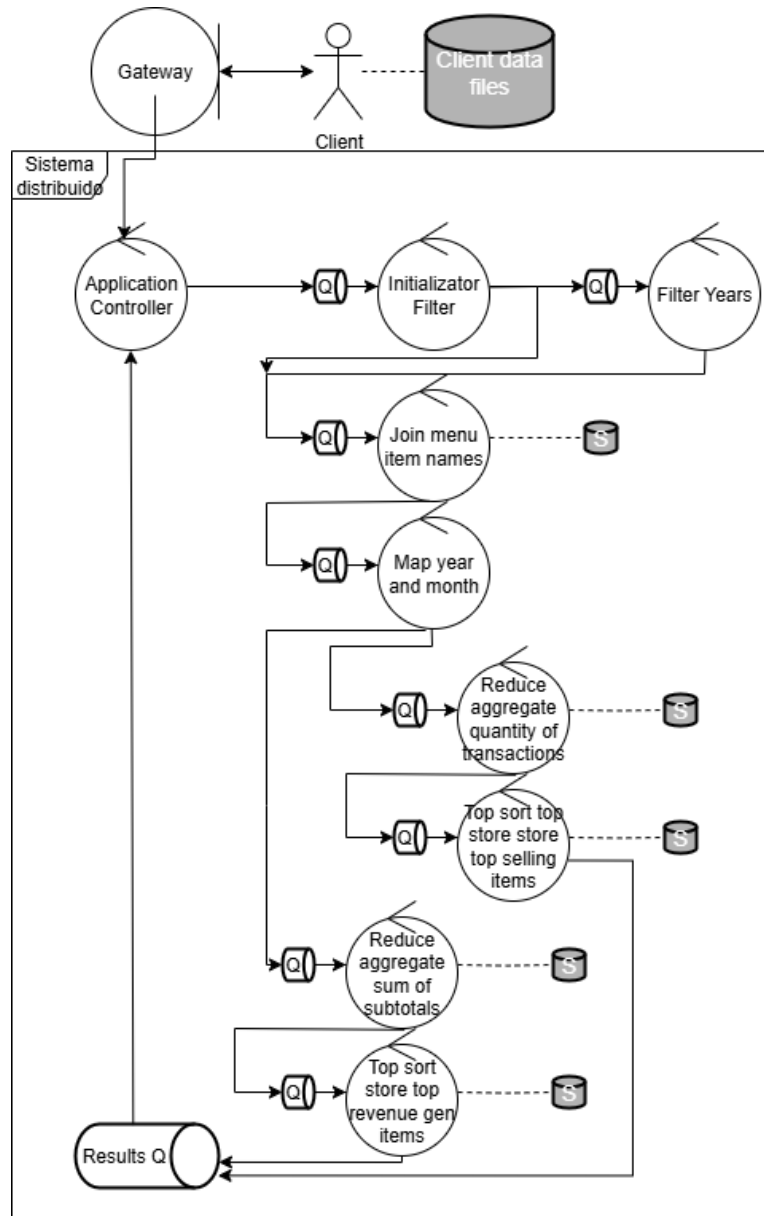 Gateway
Client data
files
Client
Sistema
distribuido
Application
Controller
Q
Initializator
Filter
Q
Filter Years
Q
Join menu
item names
S
Q
Map year
and month
Q
Reduce
aggregate
quantity of
transactions
S
Q
Top sort top
store store
top selling
items
S
Q
Reduce
aggregate
sum of
subtotals
S
Q
Top sort
store top
revenue gen
items
S
Results Q